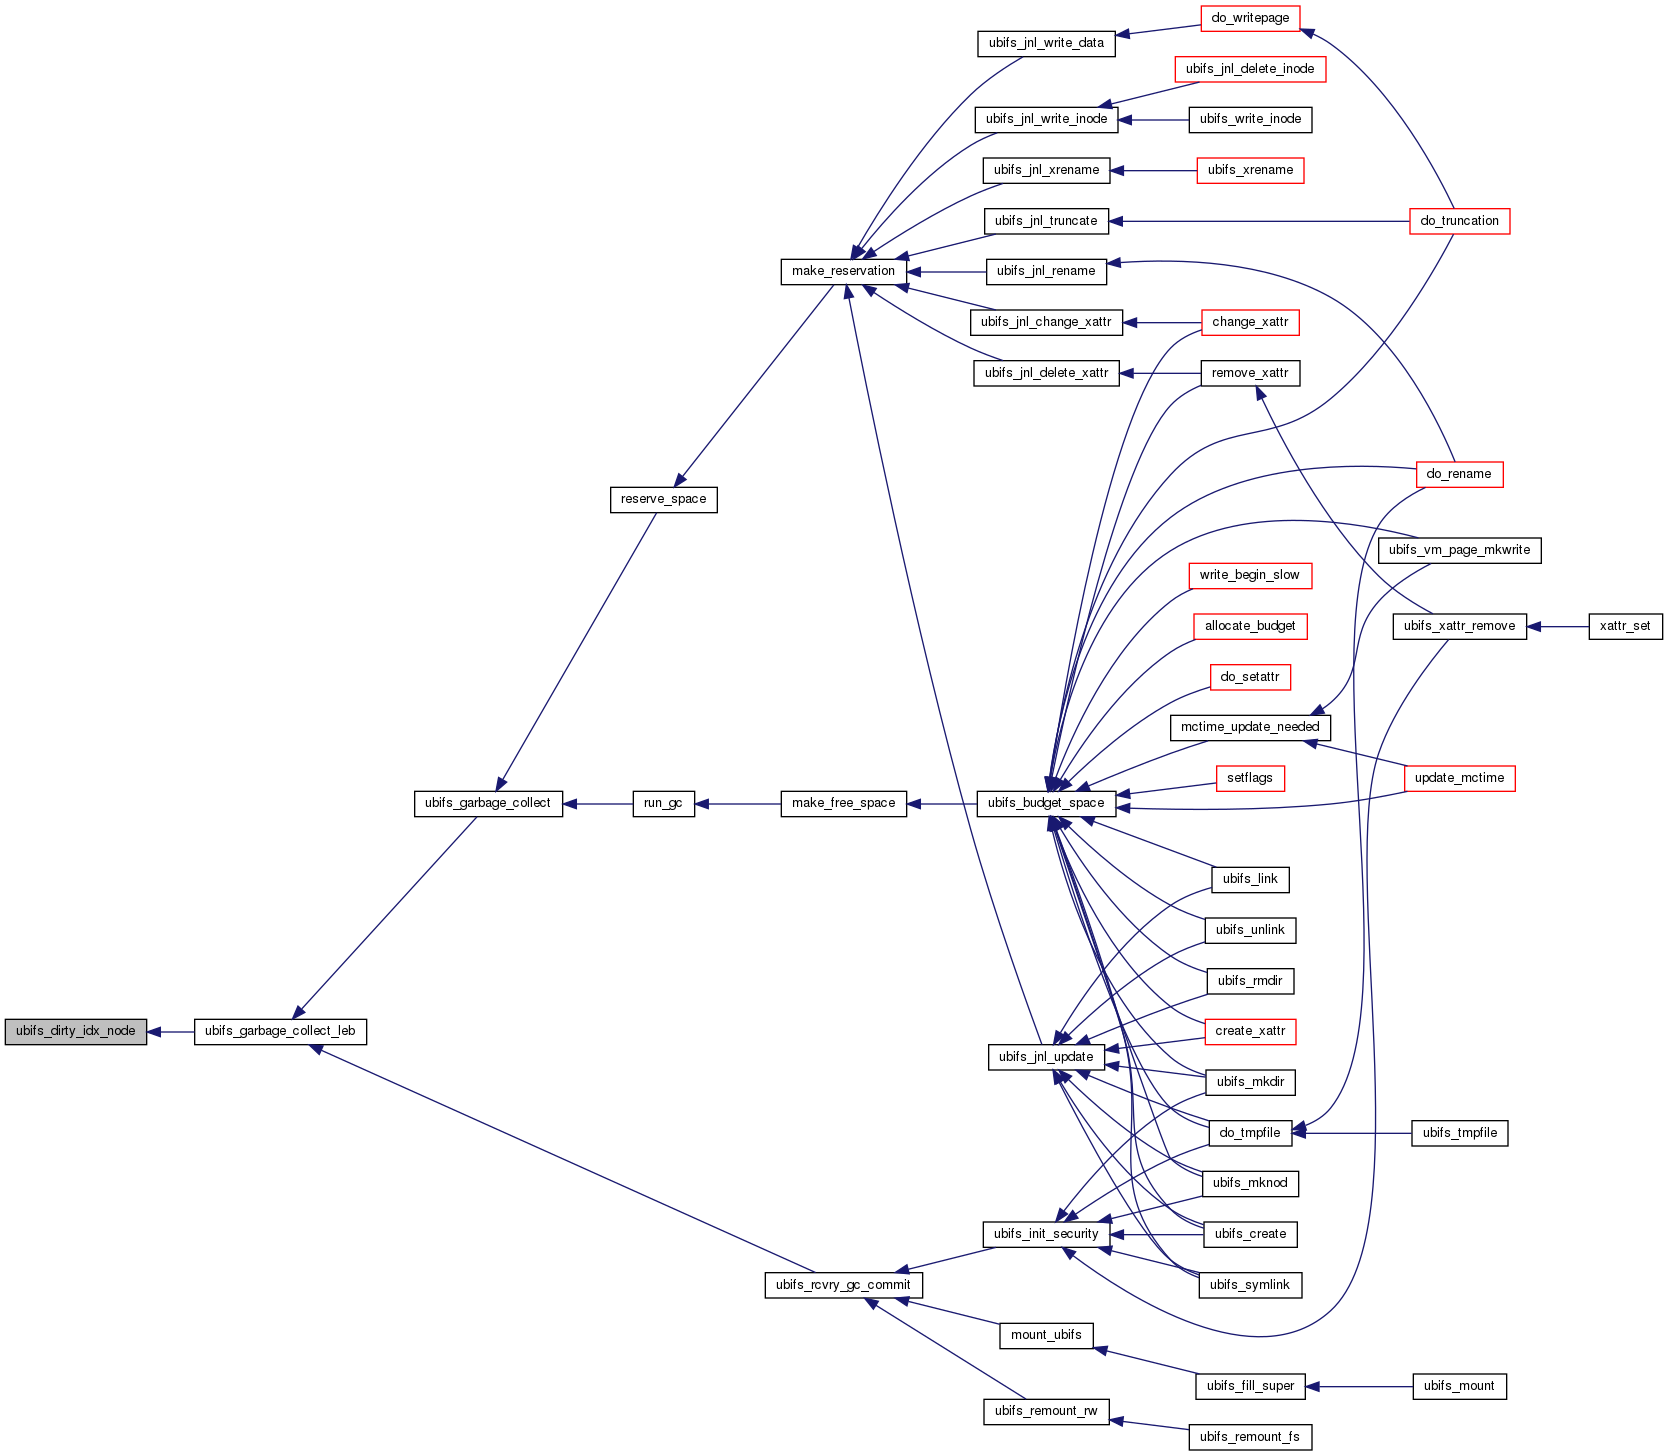 do_writepage
ubifs_jnl_write_data
ubifs_jnl_delete_inode
ubifs_jnl_write_inode
ubifs_write_inode
ubifs_jnl_xrename
ubifs_xrename
ubifs_jnl_truncate
do_truncation
make_reservation
ubifs_jnl_rename
ubifs_jnl_change_xattr
change_xattr
ubifs_jnl_delete_xattr
remove_xattr
do_rename
reserve_space
ubifs_vm_page_mkwrite
write_begin_slow
allocate_budget
ubifs_xattr_remove
xattr_set
do_setattr
mctime_update_needed
setflags
update_mctime
ubifs_garbage_collect
run_gc
make_free_space
ubifs_budget_space
ubifs_link
ubifs_unlink
ubifs_rmdir
ubifs_dirty_idx_node
ubifs_garbage_collect_leb
create_xattr
ubifs_jnl_update
ubifs_mkdir
do_tmpfile
ubifs_tmpfile
ubifs_mknod
ubifs_init_security
ubifs_create
ubifs_rcvry_gc_commit
ubifs_symlink
mount_ubifs
ubifs_fill_super
ubifs_mount
ubifs_remount_rw
ubifs_remount_fs